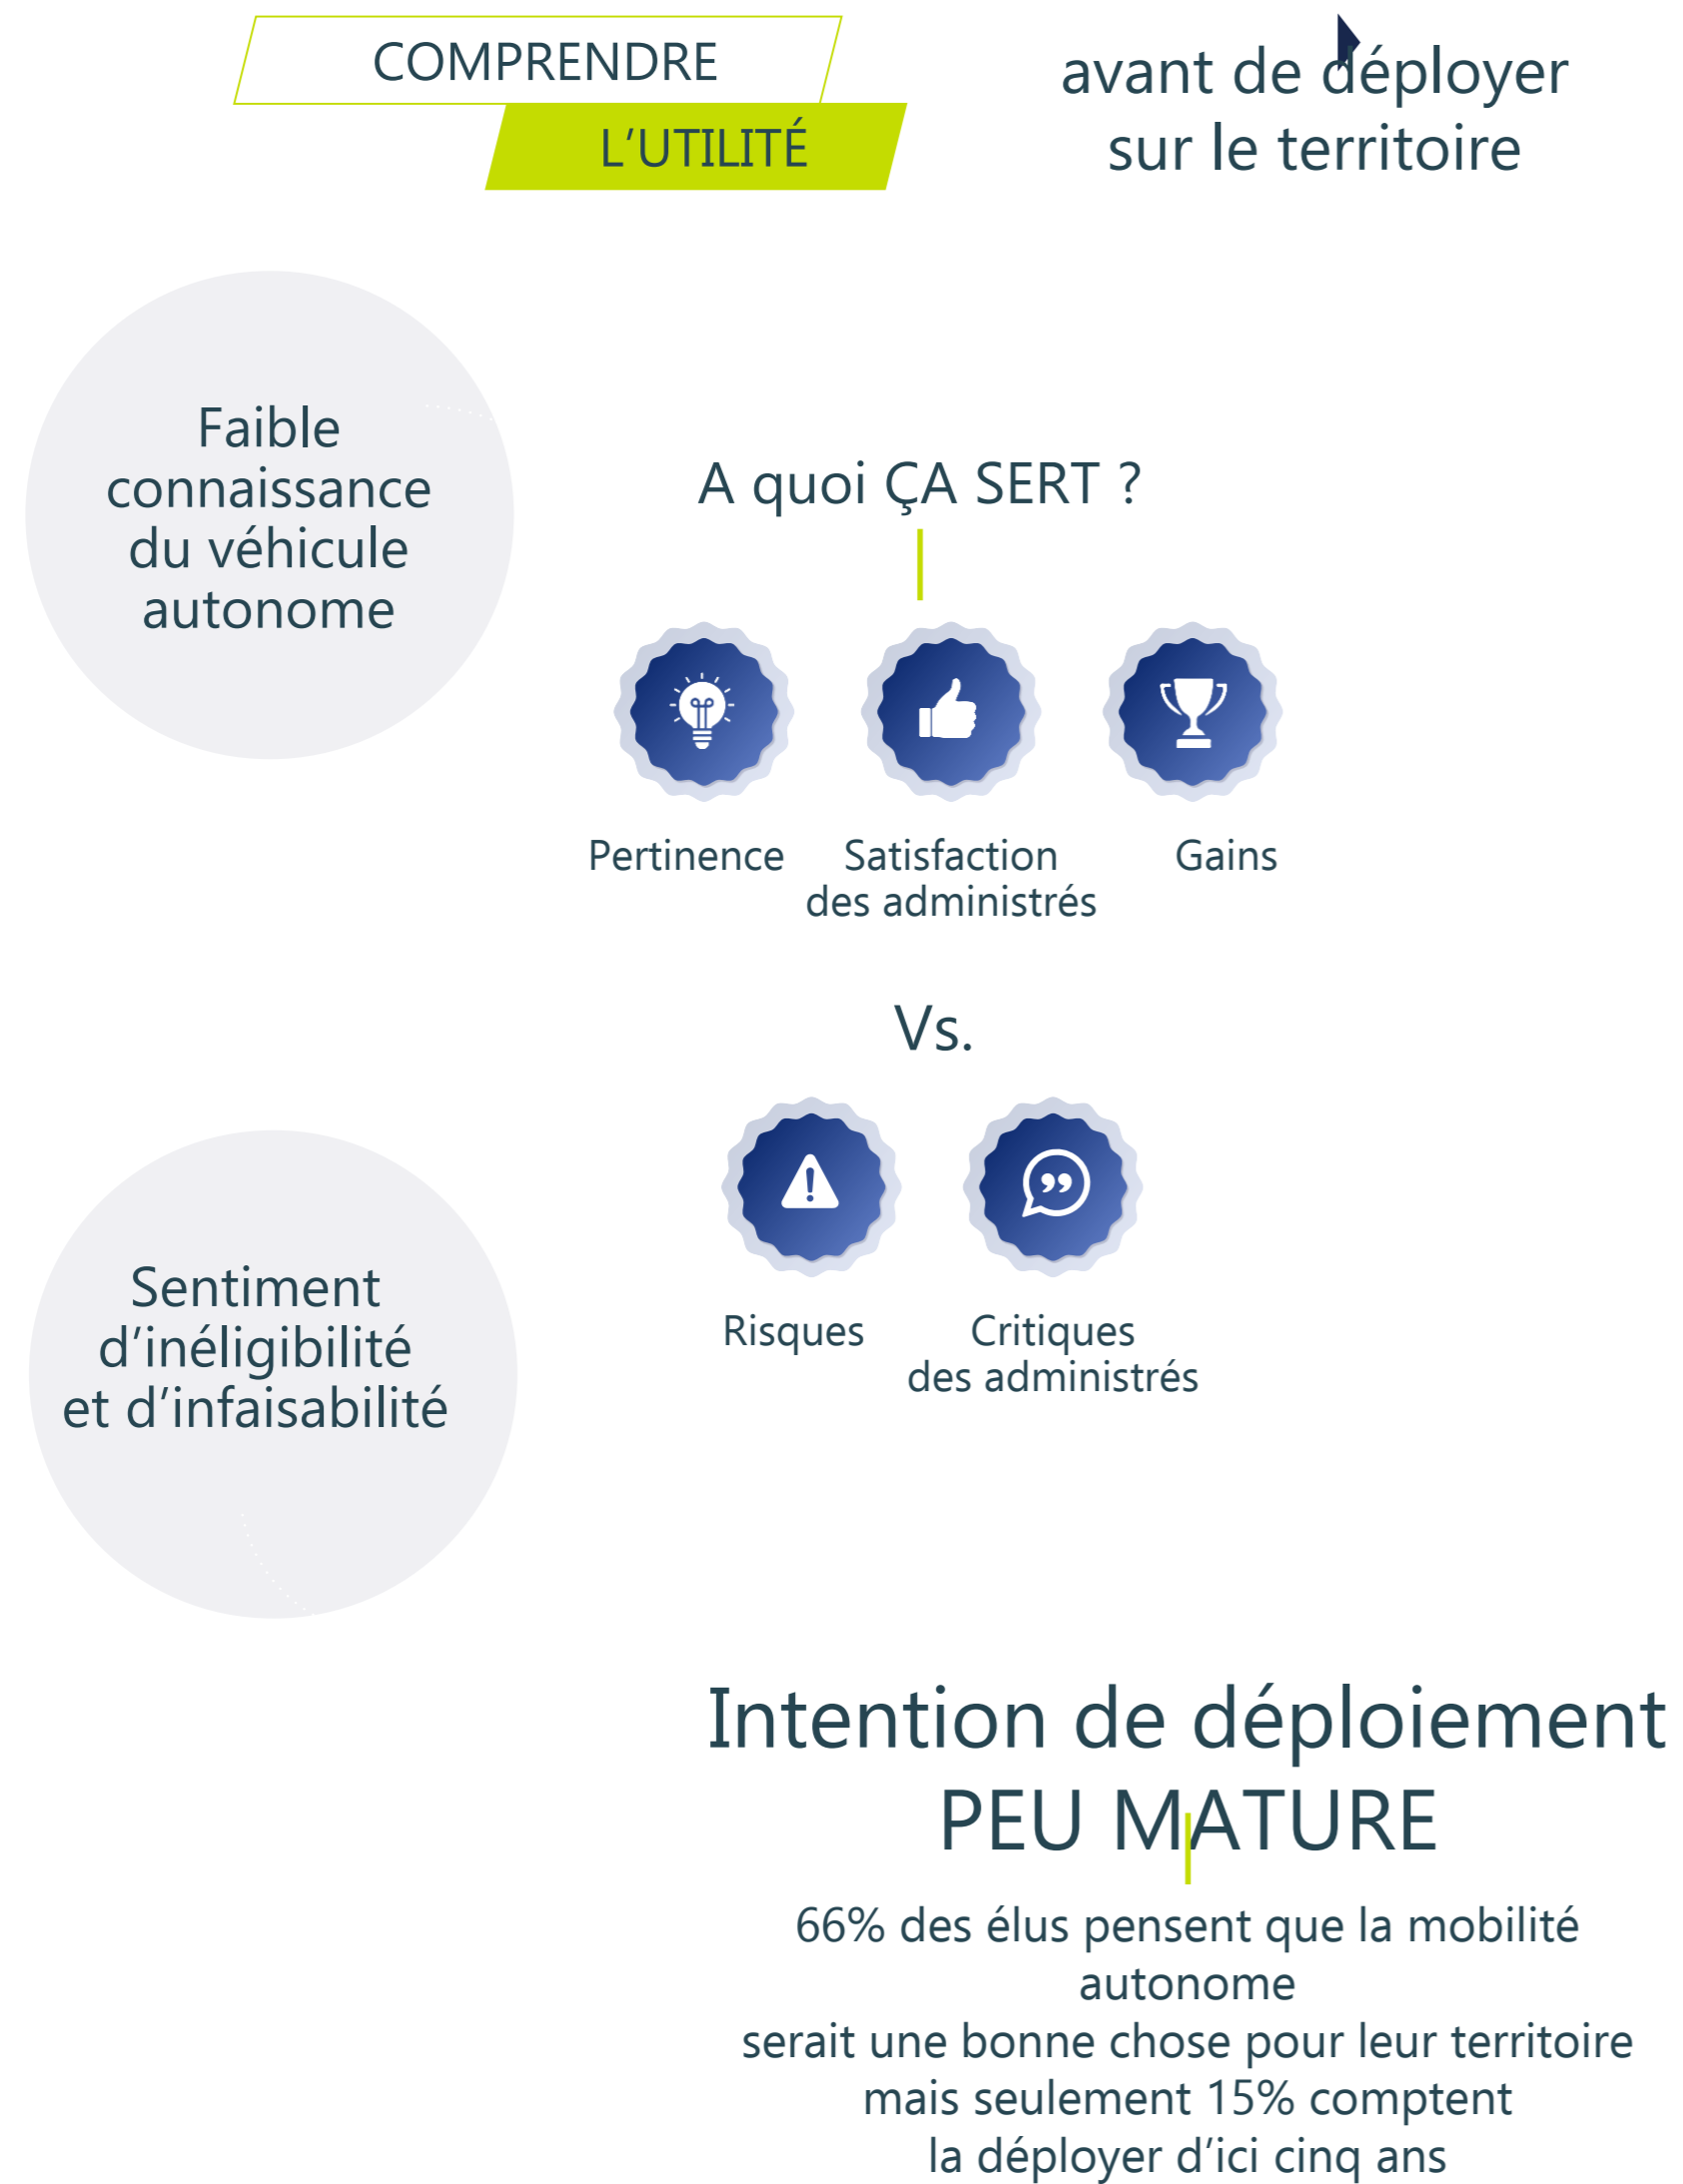 COMPRENDRE
L’UTILITÉ
avant de déployer
sur le territoire
Faible
connaissance
du véhicule
autonome
A quoi ÇA SERT ?
Pertinence
Satisfaction
des administrés
Gains
Vs.
Risques
Critiques
des administrés
Sentiment
d’inéligibilité
et d’infaisabilité
Intention de déploiement
PEU MATURE
66% des élus pensent que la mobilité
autonome
serait une bonne chose pour leur territoire
mais seulement 15% comptent
la déployer d’ici cinq ans